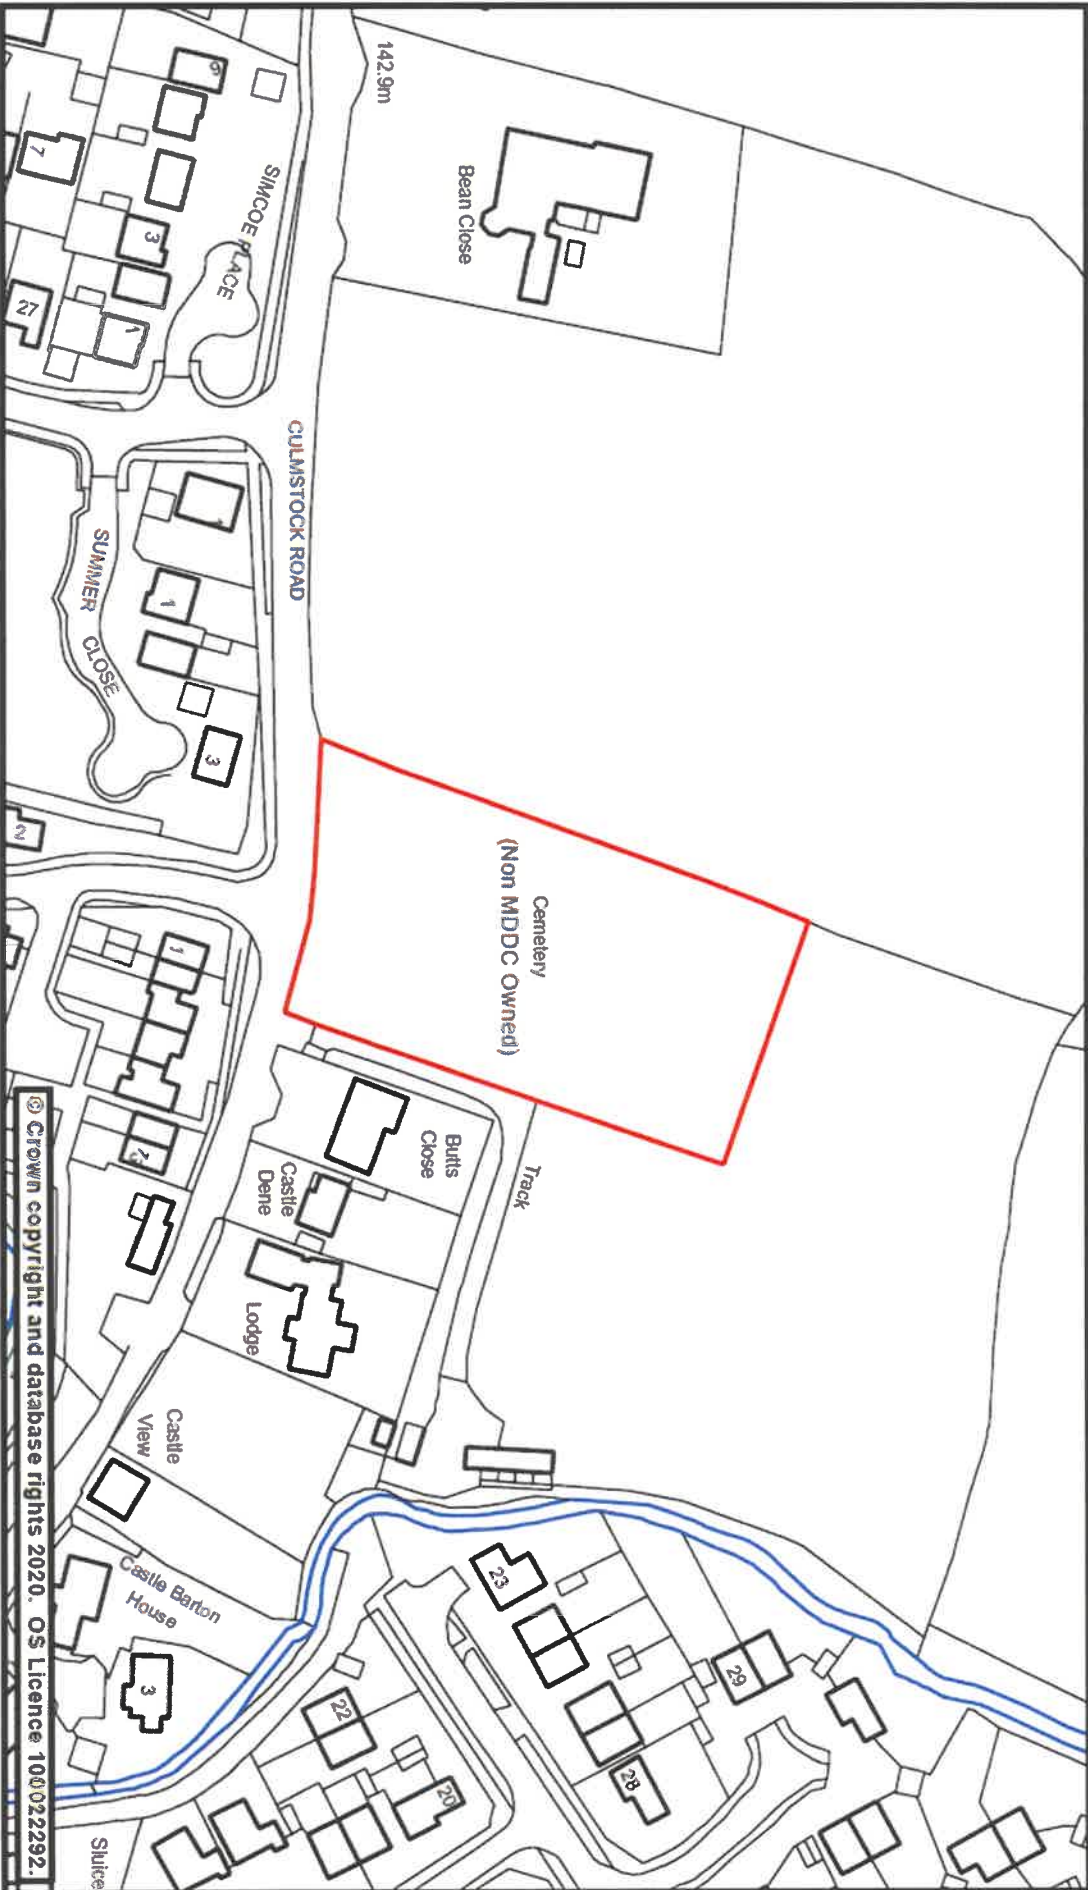 142.9m
Bean Close
SIMCOE PLACE
6
7
3
1
27
CULMSTOCK ROAD
SUMMER CLOSE
1
3
2
Cemetery
(Non MDDC Owned)
Track
Butts
Close
Castle
Dene
Lodge
1
Castle
View
Castle Barton
House
3
23
29
28
22
20
Sluice
© Crown copyright and database rights 2020. OS Licence 100022292.